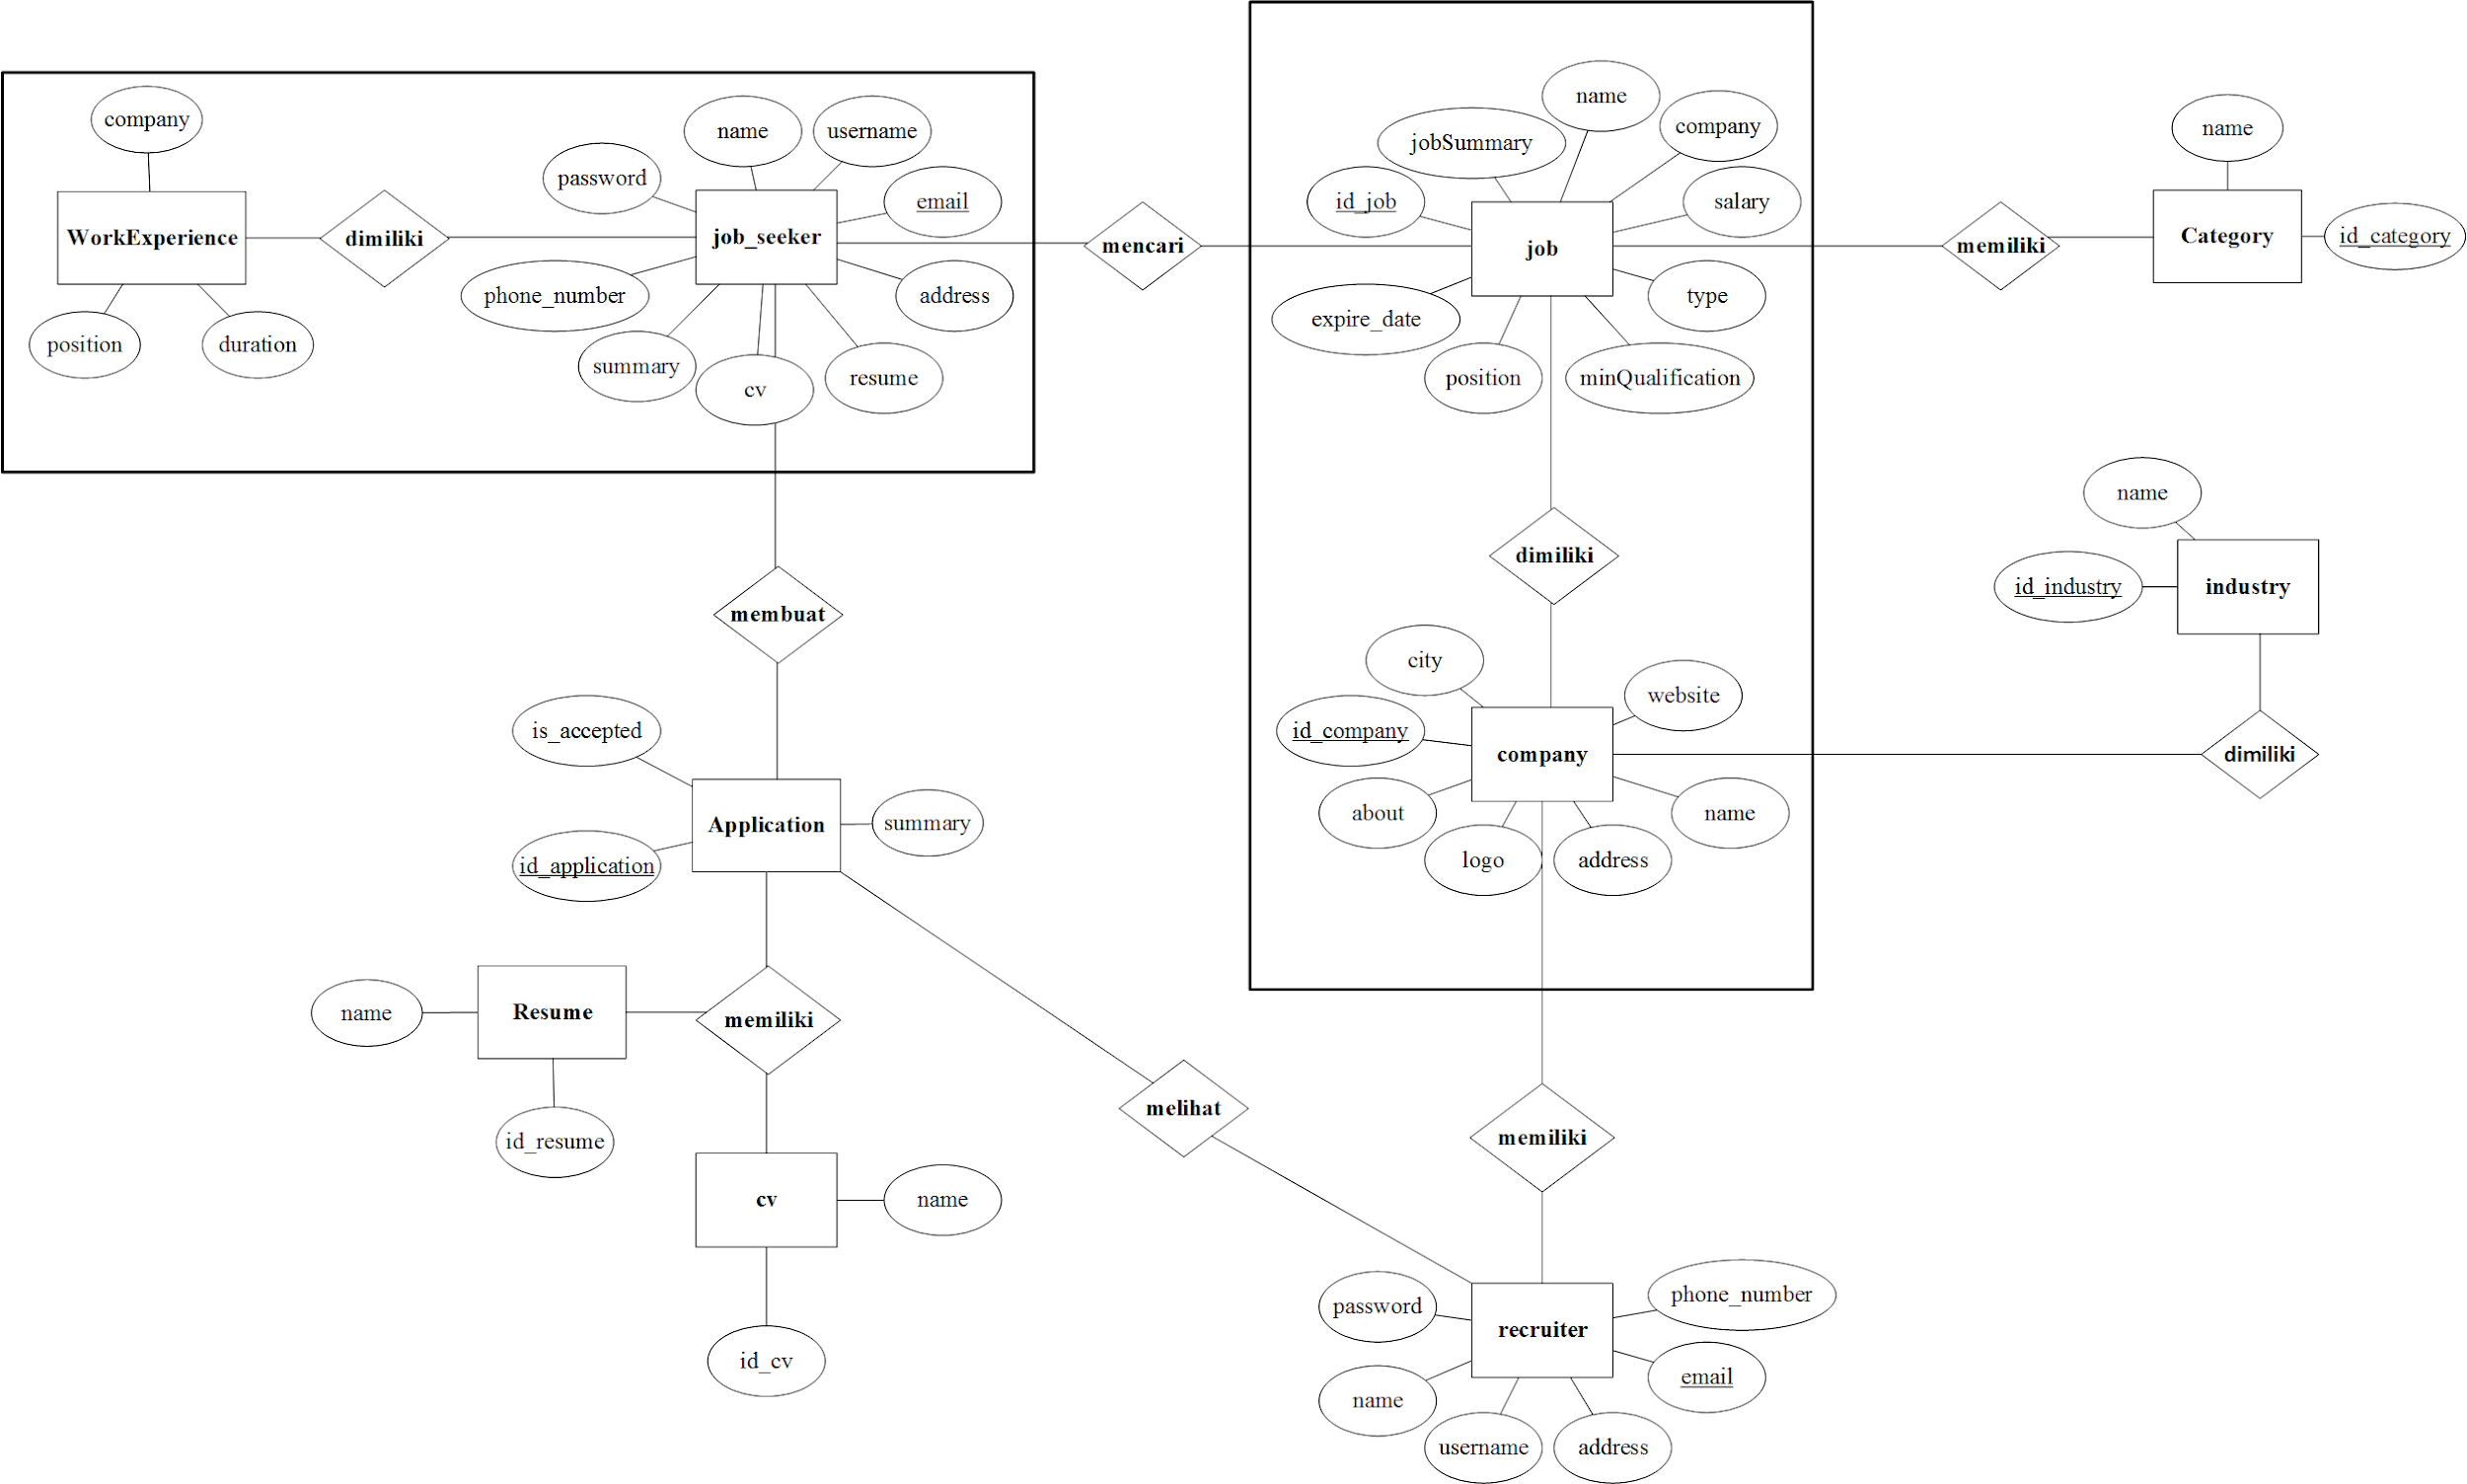 company
WorkExperience
position
duration
dimiliki
password
name
username
email
job_seeker
phone_number
address
summary
cv
resume
mencari
jobSummary
name
company
id_job
salary
job
expire_date
type
position
minQualification
memiliki
name
Category
id_category
name
id_industry
industry
dimiliki
dimiliki
city
website
id_company
company
about
name
logo
address
membuat
is_accepted
Application
summary
id_application
name
Resume
memiliki
id_resume
cv
name
id_cv
melihat
memiliki
password
phone_number
recruiter
email
name
username
address